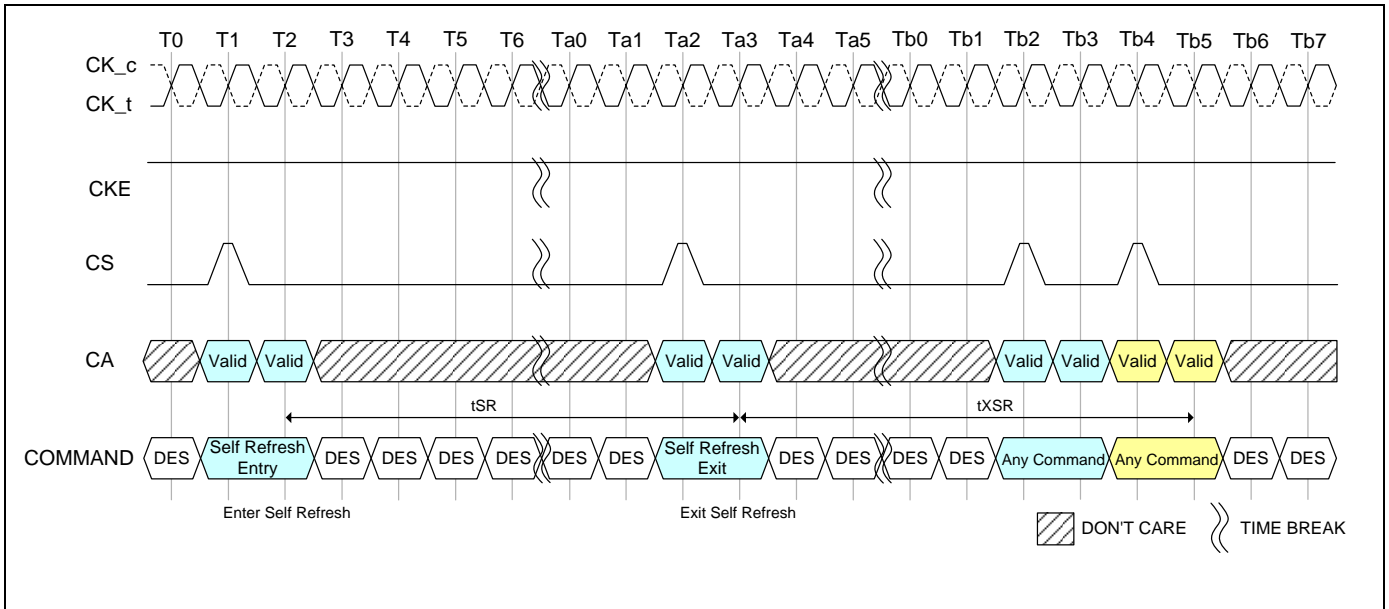 T0 T1 T2 T3 T4 T5 T6 Ta0 Ta1 Ta2 Ta3 Ta4 Ta5 Tb0 Tb1 Tb2 Tb3 Tb4 Tb5 Tb6 Tb7
CK_c
CK_t
CKE
CS
CA Valid Valid Valid Valid Valid Valid Valid Valid
tSR tXSR
COMMAND DES Self Refresh Entry DES DES DES DES DES DES Self Refresh Exit DES DES DES DES Any Command Any Command DES DES
Enter Self Refresh Exit Self Refresh
DON'T CARE TIME BREAK